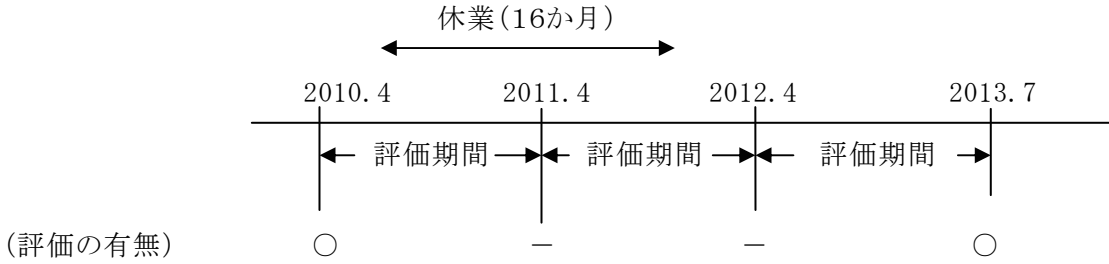 休業(16か月)
2010.4 2011.4 2012.4 2013.7
評価期間 評価期間 評価期間
(評価の有無) ○ － － ○